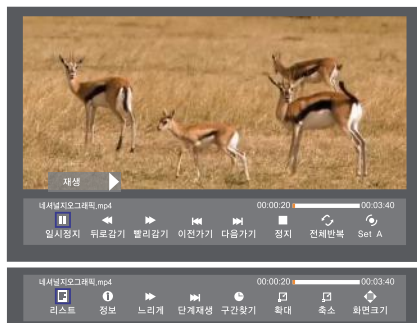 재생
네셔널지오그래픽.mp4 00:00:20 00:03:40
일시정지 뒤로감기 빨리감기 이전가기 다음가기 정지 전체반복 Set A
네셔널지오그래픽.mp4 00:00:20 00:03:40
리스트 정보 느리게 단계재생 구간찾기 확대 축소 화면크기